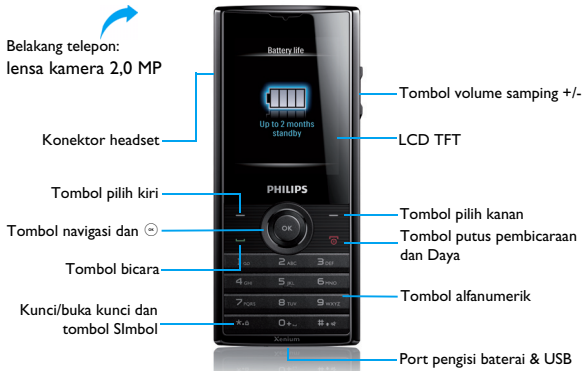 Belakang telepon:
lensa kamera 2,0 MP
Konektor headset
Tombol pilih kiri
Tombol navigasi dan OK
Tombol bicara
Kunci/buka kunci dan
tombol SImbol
Battery life
Up to 2 months
standby
PHILIPS
OK
2 ABC 3 DEF
4 GHI 5 JKL 6 MNO
7 PQRS 8 TUV 9 WXYZ
* 0 + #
Xenium
Tombol volume samping +/-
LCD TFT
Tombol pilih kanan
Tombol putus pembicaraan
dan Daya
Tombol alfanumerik
Port pengisi baterai & USB